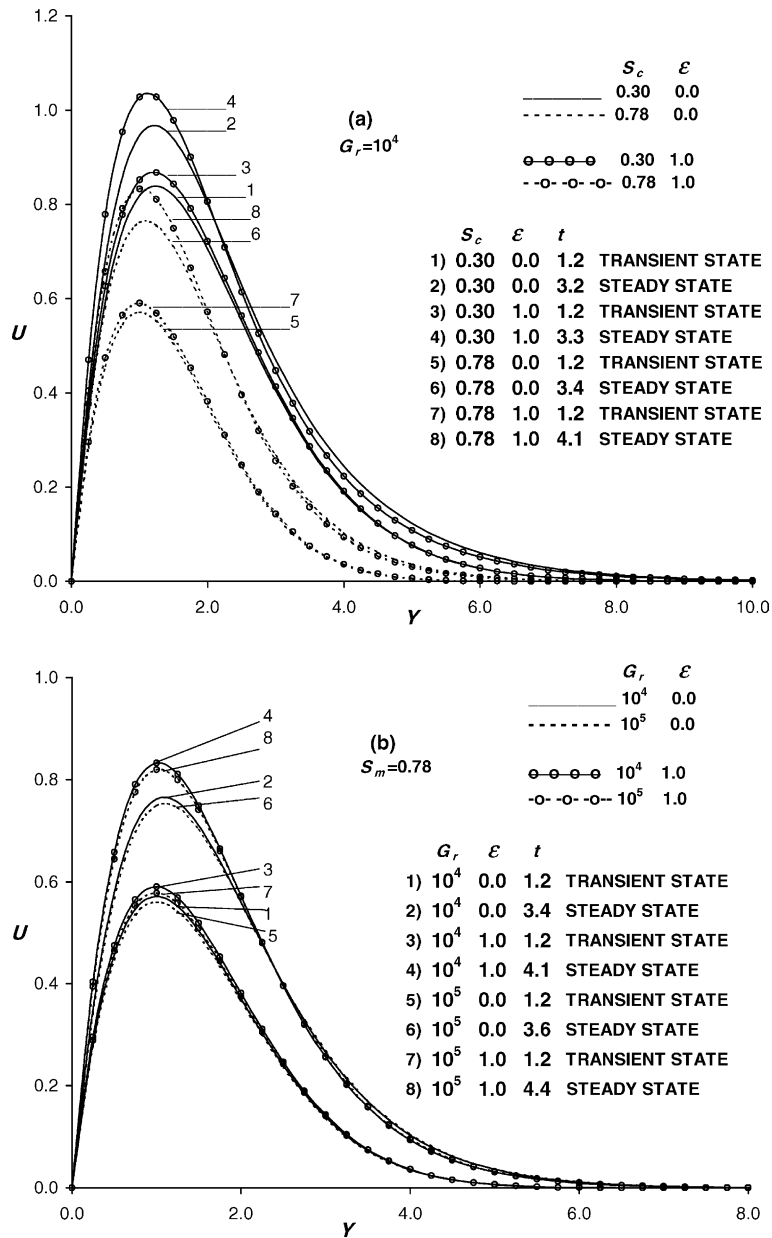 1.2
1.0
0.8
0.6
0.4
0.2
0.0
U
0.0 2.0 4.0 6.0 8.0 10.0
Y
4
2
3
1
8
6
7
5
(a)
G_r=10^4
S_c ε
0.30 0.0
0.78 0.0
0.30 1.0
0.78 1.0
S_c ε t
1) 0.30 0.0 1.2 TRANSIENT STATE
2) 0.30 0.0 3.2 STEADY STATE
3) 0.30 1.0 1.2 TRANSIENT STATE
4) 0.30 1.0 3.3 STEADY STATE
5) 0.78 0.0 1.2 TRANSIENT STATE
6) 0.78 0.0 3.4 STEADY STATE
7) 0.78 1.0 1.2 TRANSIENT STATE
8) 0.78 1.0 4.1 STEADY STATE
1.0
0.8
0.6
0.4
0.2
0.0
U
0.0 2.0 4.0 6.0 8.0
Y
4
8
2
6
3
7
1
5
(b)
S_m=0.78
G_r ε
10^4 0.0
10^5 0.0
10^4 1.0
10^5 1.0
G_r ε t
1) 10^4 0.0 1.2 TRANSIENT STATE
2) 10^4 0.0 3.4 STEADY STATE
3) 10^4 1.0 1.2 TRANSIENT STATE
4) 10^4 1.0 4.1 STEADY STATE
5) 10^5 0.0 1.2 TRANSIENT STATE
6) 10^5 0.0 3.6 STEADY STATE
7) 10^5 1.0 1.2 TRANSIENT STATE
8) 10^5 1.0 4.4 STEADY STATE